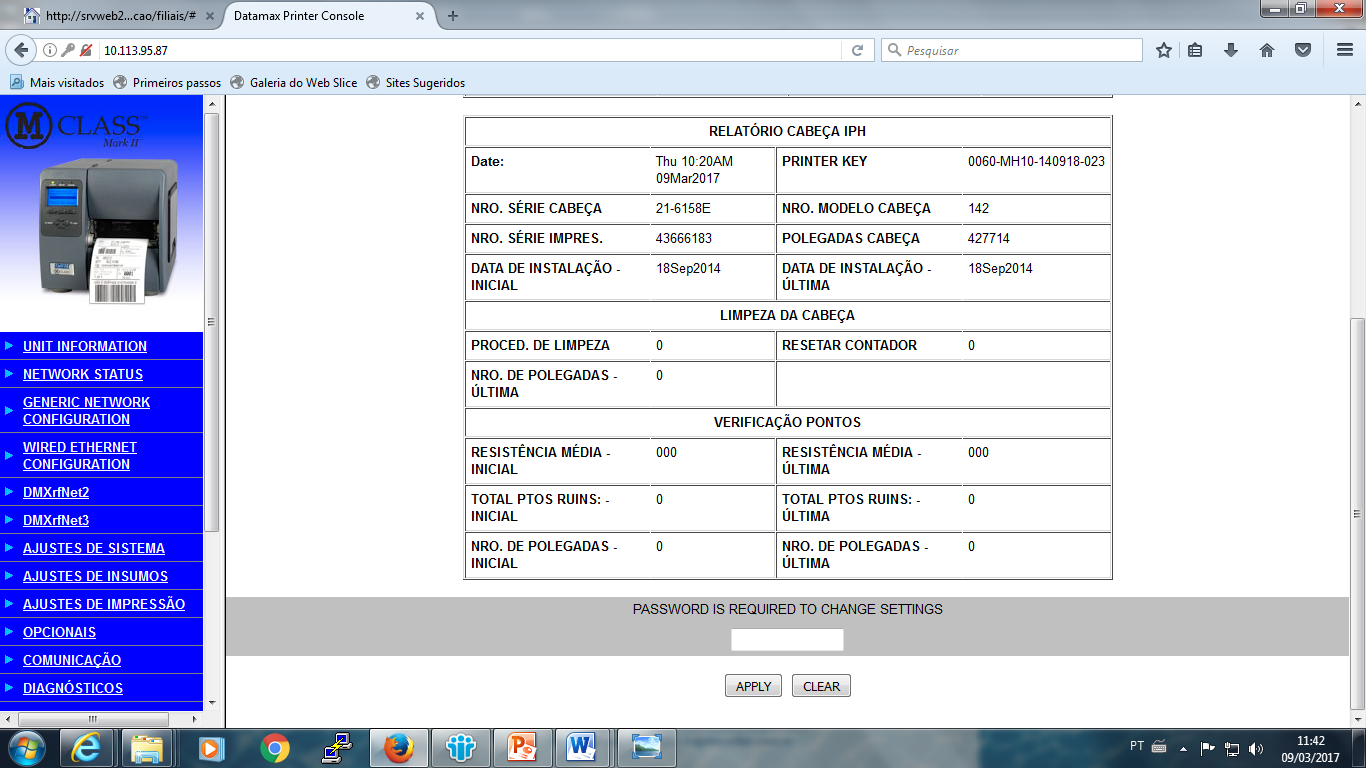 http://srvweb2...cao/filiais/#
Datamax Printer Console
10.113.95.87
Pesquisar
Mais visitados
Primeiros passos
Galeria do Web Slice
Sites Sugeridos
M CLASS™
Mark II
UNIT INFORMATION
NETWORK STATUS
GENERIC NETWORK
CONFIGURATION
WIRED ETHERNET
CONFIGURATION
DMXrfNet2
DMXrfNet3
AJUSTES DE SISTEMA
AJUSTES DE INSUMOS
AJUSTES DE IMPRESSÃO
OPCIONAIS
COMUNICAÇÃO
DIAGNÓSTICOS
RELATÓRIO CABEÇA IPH
Date: Thu 10:20AM PRINTER KEY 0060-MH10-140918-023
09Mar2017
NRO. SÉRIE CABEÇA 21-6158E NRO. MODELO CABEÇA 142
NRO. SÉRIE IMPRES. 43666183 POLEGADAS CABEÇA 427714
DATA DE INSTALAÇÃO - 18Sep2014 DATA DE INSTALAÇÃO - 18Sep2014
INICIAL ÚLTIMA
LIMPEZA DA CABEÇA
PROCED. DE LIMPEZA 0 RESETAR CONTADOR 0
NRO. DE POLEGADAS - 0
ÚLTIMA
VERIFICAÇÃO PONTOS
RESISTÊNCIA MÉDIA - 000 RESISTÊNCIA MÉDIA - 000
INICIAL ÚLTIMA
TOTAL PTOS RUINS: - 0 TOTAL PTOS RUINS: - 0
INICIAL ÚLTIMA
NRO. DE POLEGADAS - 0 NRO. DE POLEGADAS - 0
INICIAL ÚLTIMA
PASSWORD IS REQUIRED TO CHANGE SETTINGS
APPLY CLEAR
PT
11:42
09/03/2017